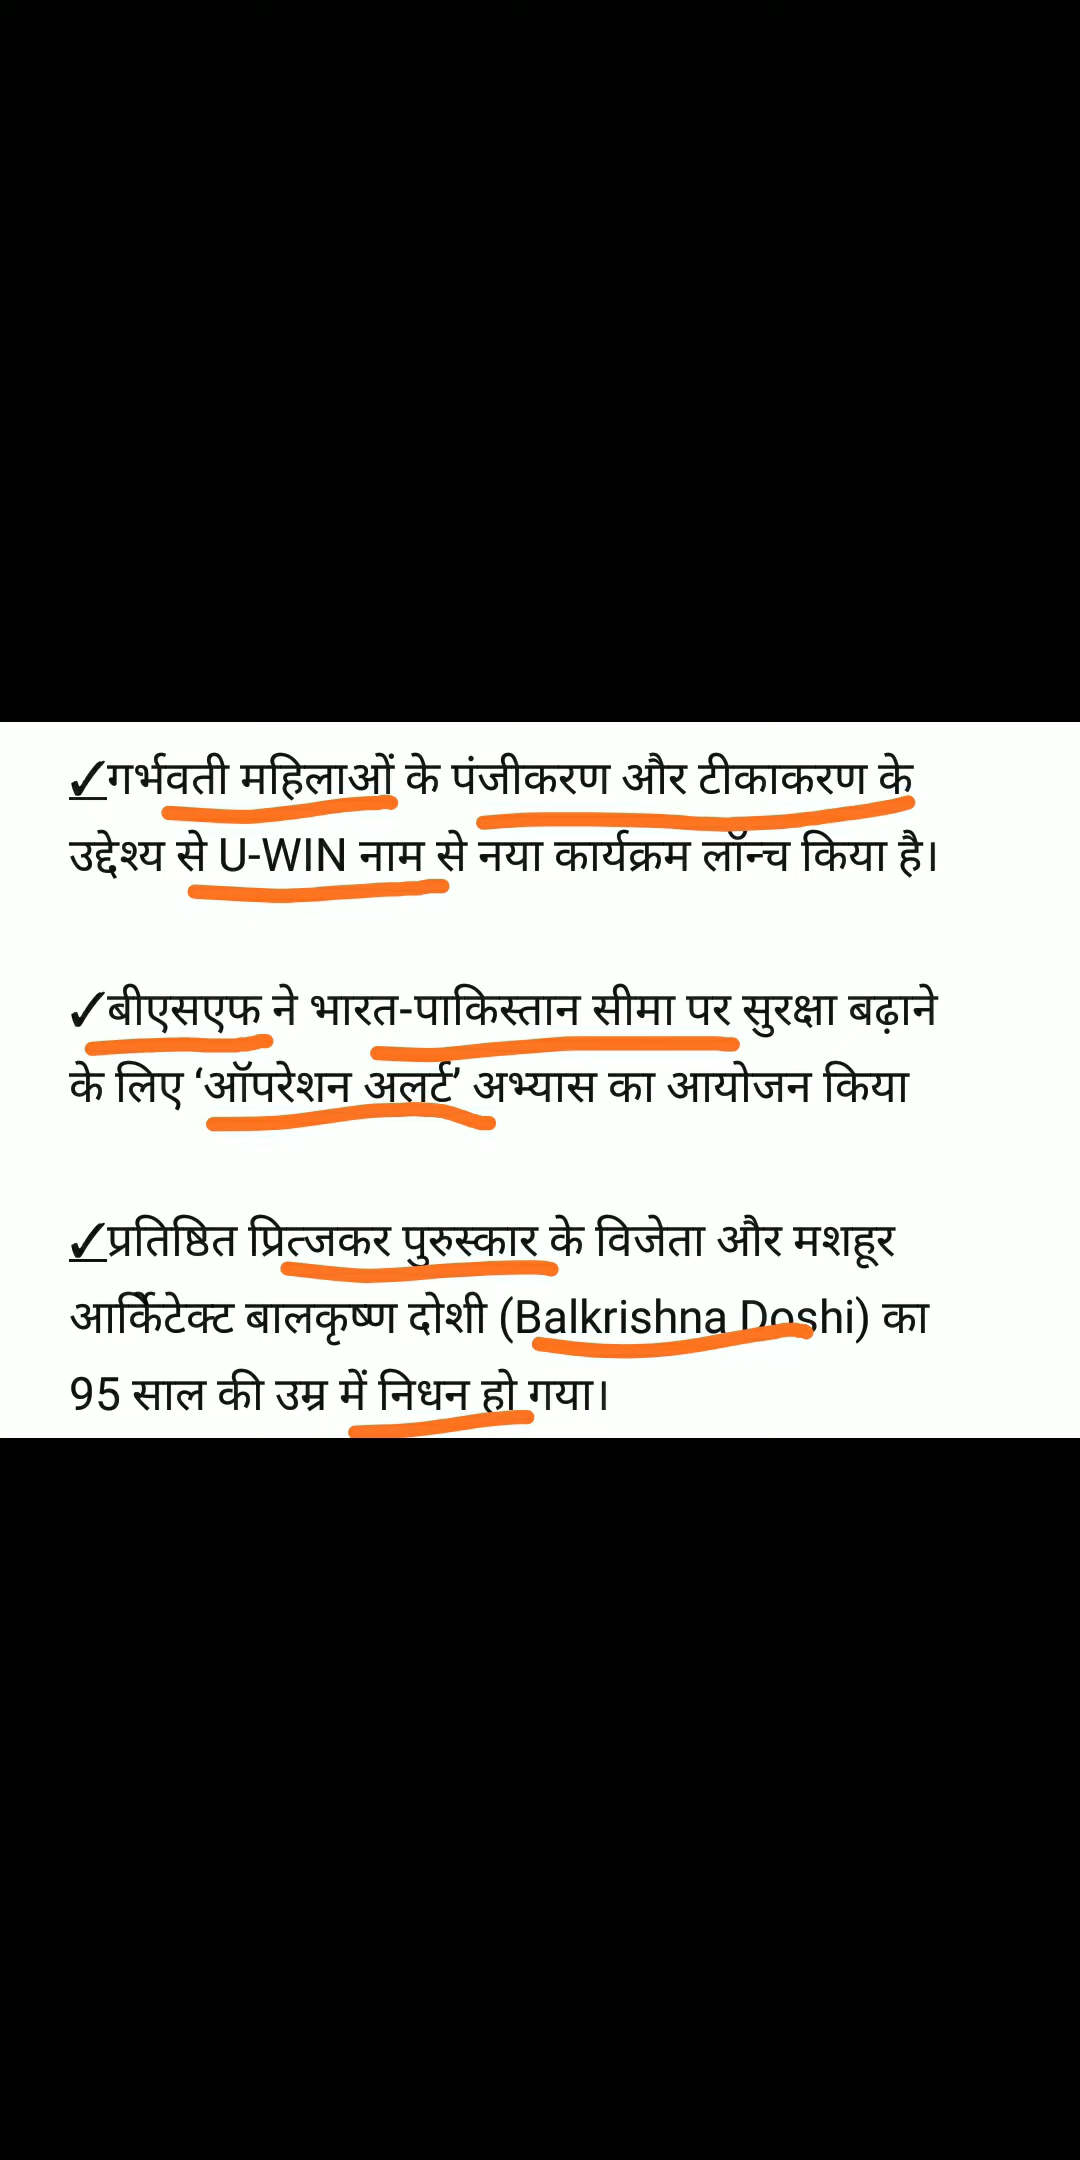 ✓गर्भवती महिलाओं के पंजीकरण और टीकाकरण के
उद्देश्य से U-WIN नाम से नया कार्यक्रम लॉन्च किया है।
✓बीएसएफ ने भारत-पाकिस्तान सीमा पर सुरक्षा बढ़ाने
के लिए ‘ऑपरेशन अलर्ट’ अभ्यास का आयोजन किया
✓प्रतिष्ठित प्रित्जकर पुरुस्कार के विजेता और मशहूर
आर्किटेक्ट बालकृष्ण दोशी (Balkrishna Doshi) का
95 साल की उम्र में निधन हो गया।